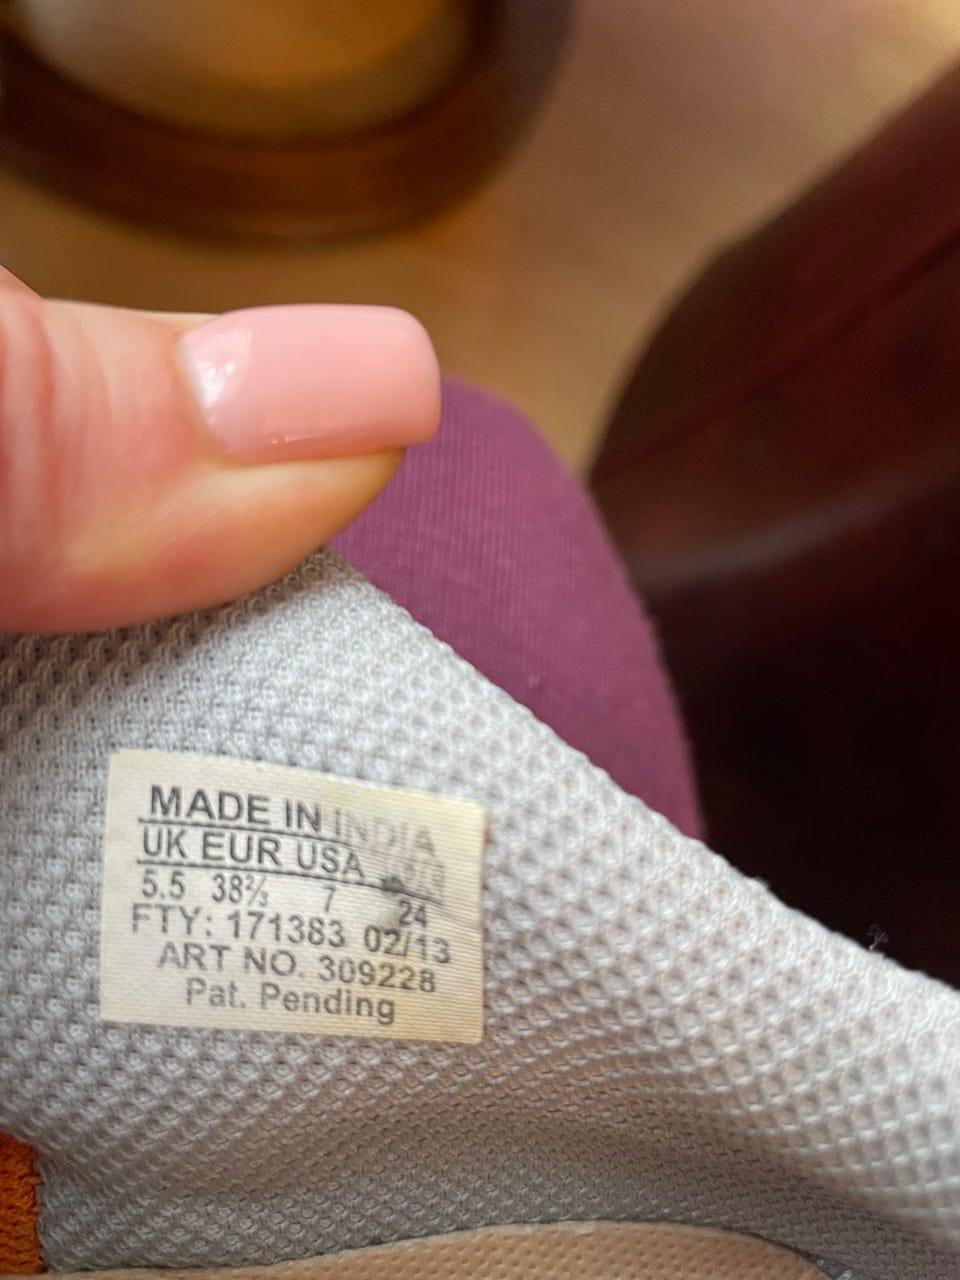 MADE IN INDIA
UK EUR USA
5.5 38⅔ 7 24
FTY: 171383 02/13
ART NO. 309228
Pat. Pending